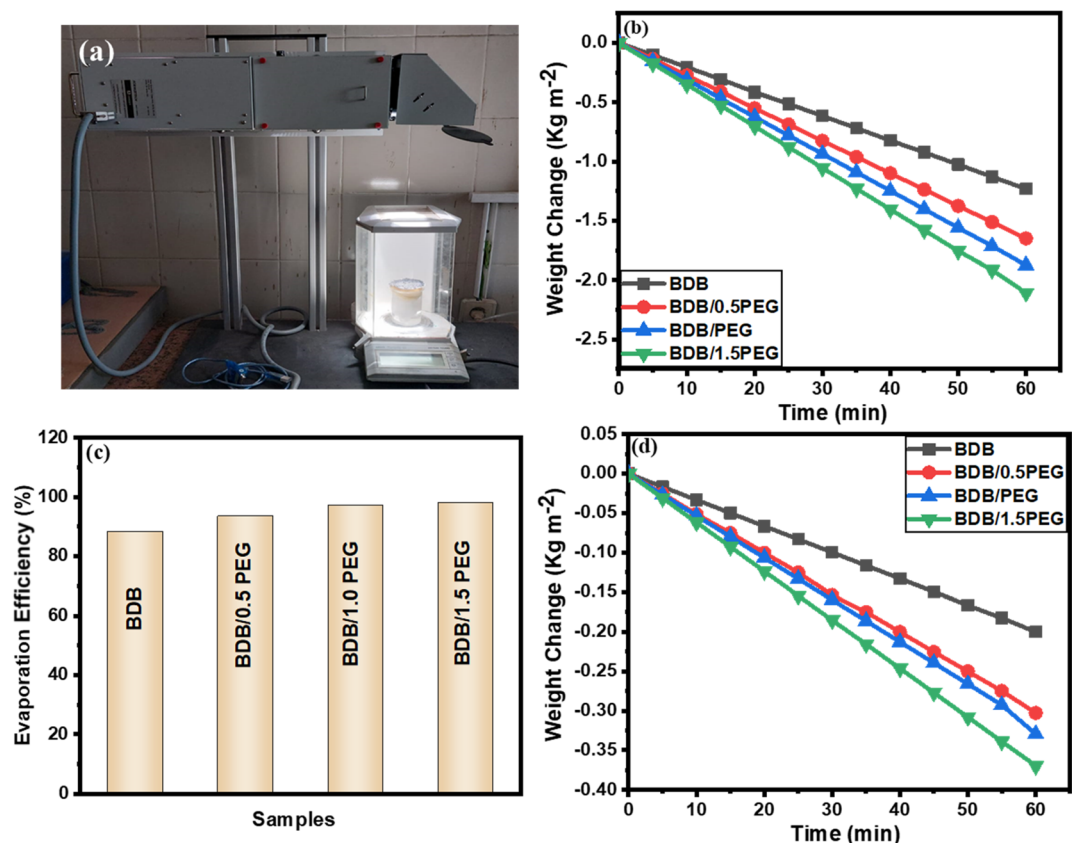 (a)
(b)
0.0
-0.5
-1.0
-1.5
-2.0
-2.5
Weight Change (Kg m-2)
BDB
BDB/0.5PEG
BDB/PEG
BDB/1.5PEG
0 10 20 30 40 50 60
Time (min)
(c)
120
100
80
60
40
20
0
Evaporation Efficiency (%)
BDB
BDB/0.5 PEG
BDB/1.0 PEG
BDB/1.5 PEG
Samples
(d)
0.05
0.00
-0.05
-0.10
-0.15
-0.20
-0.25
-0.30
-0.35
-0.40
Weight Change (Kg m-2)
BDB
BDB/0.5PEG
BDB/PEG
BDB/1.5PEG
0 10 20 30 40 50 60
Time (min)